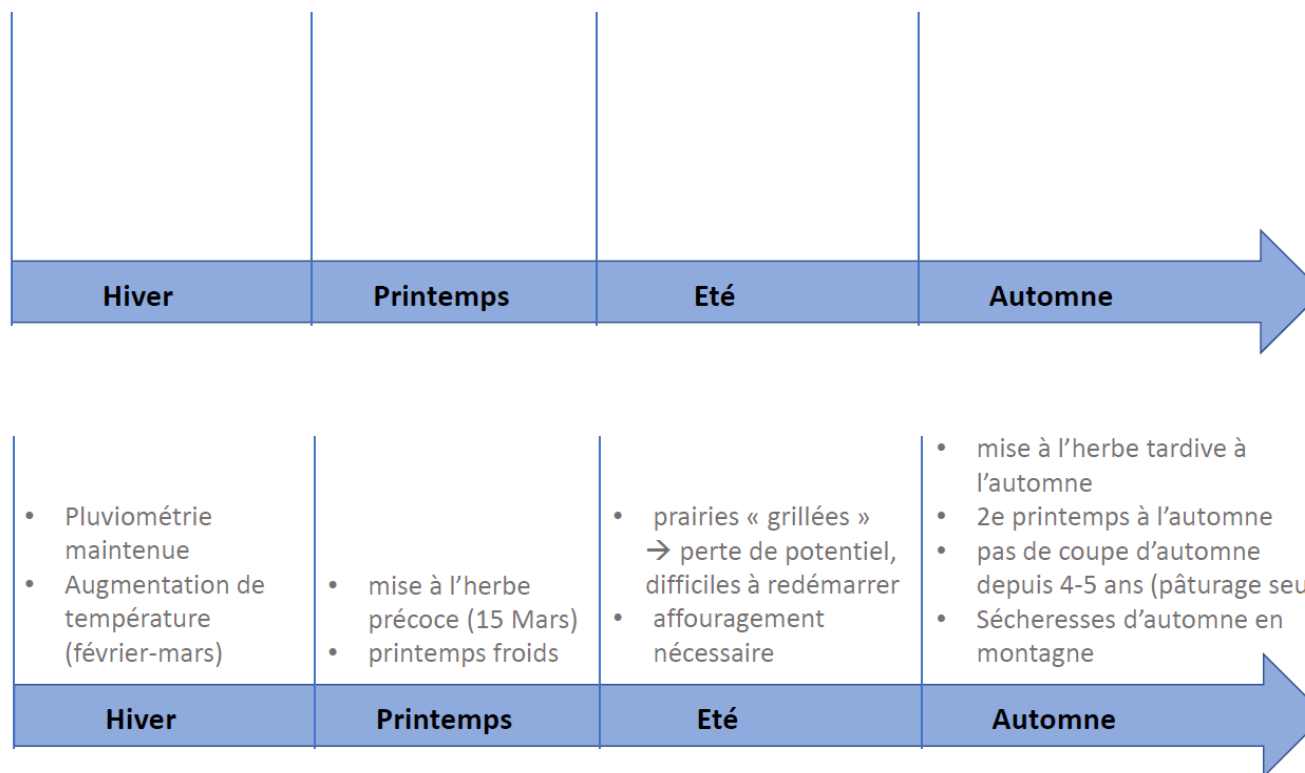 Hiver Printemps Eté Automne
• Pluviométrie
maintenue
• Augmentation de
température
(février-mars)
• mise à l'herbe
précoce (15 Mars)
• printemps froids
• prairies « grillées »
→ perte de potentiel,
difficiles à redémarrer
• affouragement
nécessaire
• mise à l'herbe tardive à
l'automne
• 2e printemps à l'automne
• pas de coupe d'automne
depuis 4-5 ans (pâturage seu
• Sécheresses d'automne en
montagne
Hiver Printemps Eté Automne